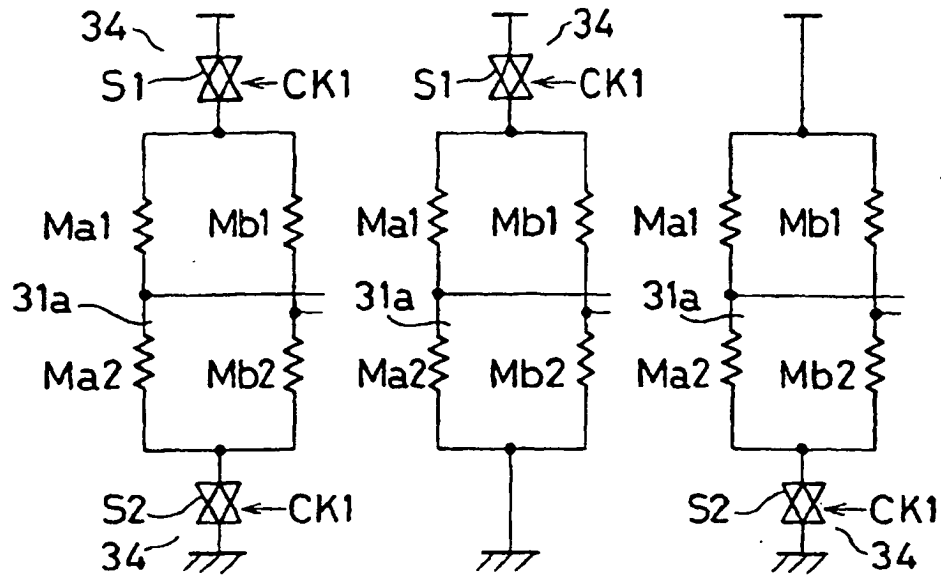 34 34
S1 CK1 S1 CK1
Ma1 Mb1 Ma1 Mb1 Ma1 Mb1
31a 31a 31a
Ma2 Mb2 Ma2 Mb2 Ma2 Mb2
S2 CK1 S2 CK1
34 34